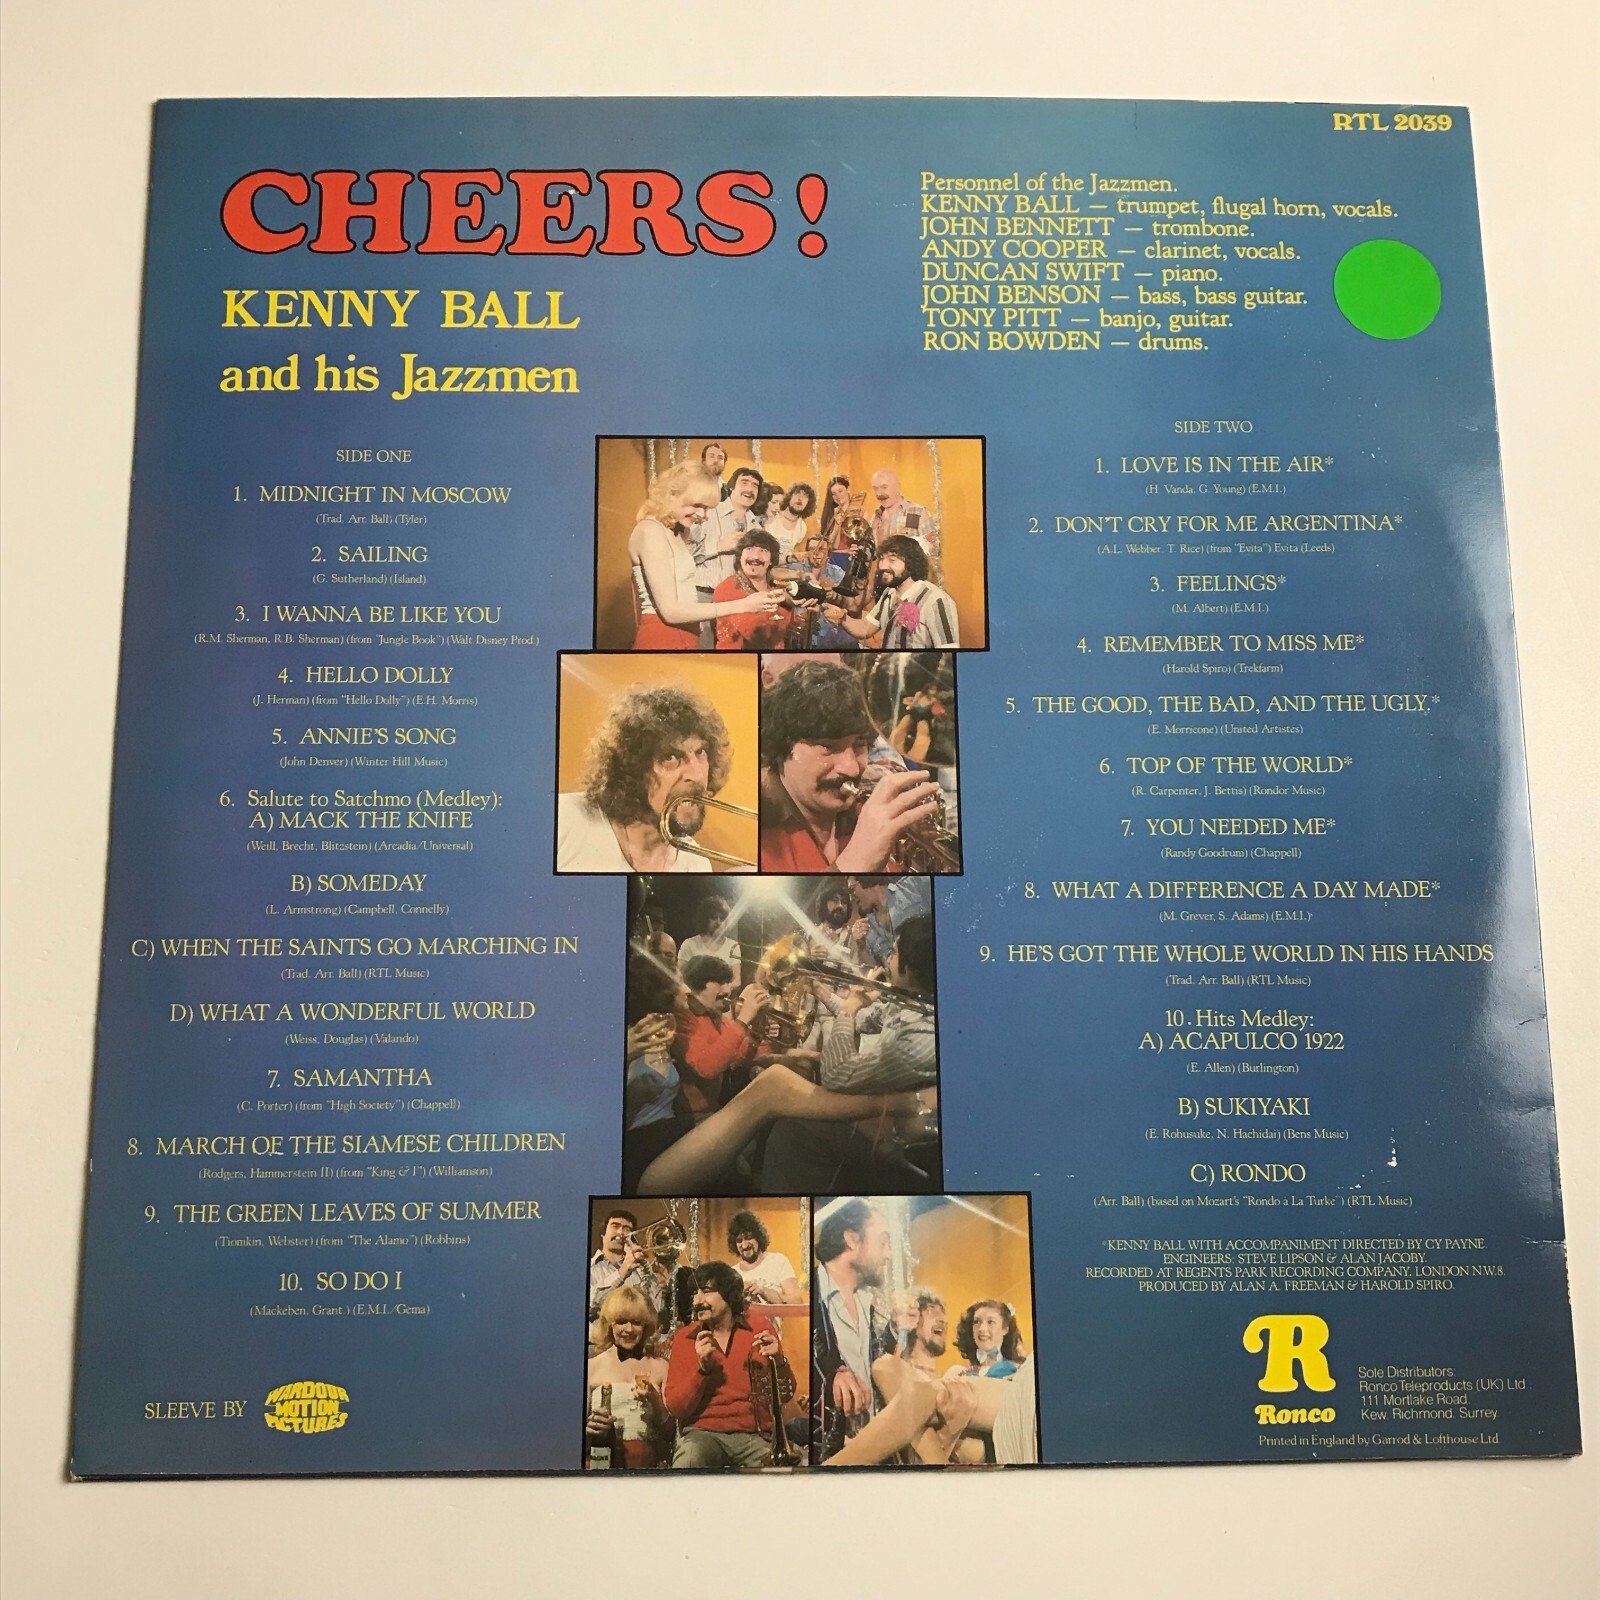 RTL 2039
CHEERS!
KENNY BALL
and his Jazzmen
Personnel of the Jazzmen.
KENNY BALL — trumpet, flugal horn, vocals.
JOHN BENNETT — trombone.
ANDY COOPER — clarinet, vocals.
DUNCAN SWIFT — piano.
JOHN BENSON — bass, bass guitar.
TONY PITT — banjo, guitar.
RON BOWDEN — drums.
SIDE ONE
1. MIDNIGHT IN MOSCOW
(Trad. Arr. Ball) (Tyler)
2. SAILING
(G. Sutherland) (Island)
3. I WANNA BE LIKE YOU
(R.M. Sherman, R.B. Sherman) (from "Jungle Book") (Walt Disney Prod.)
4. HELLO DOLLY
(J. Herman) (from "Hello Dolly") (E.H. Morris)
5. ANNIE'S SONG
(John Denver) (Winter Hill Music)
6. Salute to Satchmo (Medley):
A) MACK THE KNIFE
(Weill, Brecht, Blitzstein) (Arcadia/Universal)
B) SOMEDAY
(L. Armstrong) (Campbell, Connelly)
C) WHEN THE SAINTS GO MARCHING IN
(Trad. Arr. Ball) (RTL Music)
D) WHAT A WONDERFUL WORLD
(Weiss, Douglas) (Valando)
7. SAMANTHA
(C. Porter) (from "High Society") (Chappell)
8. MARCH OF THE SIAMESE CHILDREN
(Rodgers, Hammerstein II) (from "King & I") (Williamson)
9. THE GREEN LEAVES OF SUMMER
(Tiomkin, Webster) (from "The Alamo") (Robbins)
10. SO DO I
(Mackeben, Grant.) (E.M.I./Gema)
SLEEVE BY
WARDOUR
MOTION
PICTURES
SIDE TWO
1. LOVE IS IN THE AIR*
(H. Vanda, G. Young) (E.M.I.)
2. DON'T CRY FOR ME ARGENTINA*
(A.L. Webber, T. Rice) (from "Evita") Evita (Leeds)
3. FEELINGS*
(M. Albert) (E.M.I.)
4. REMEMBER TO MISS ME*
(Harold Spiro) (Trekfarm)
5. THE GOOD, THE BAD, AND THE UGLY.*
(E. Morricone) (United Artistes)
6. TOP OF THE WORLD*
(R. Carpenter, J. Bettis) (Rondor Music)
7. YOU NEEDED ME*
(Randy Goodrum) (Chappell)
8. WHAT A DIFFERENCE A DAY MADE*
(M. Grever, S. Adams) (E.M.I.)
9. HE'S GOT THE WHOLE WORLD IN HIS HANDS
(Trad. Arr. Ball) (RTL Music)
10. Hits Medley:
A) ACAPULCO 1922
(E. Allen) (Burlington)
B) SUKIYAKI
(E. Rohusuke, N. Hachidai) (Bens Music)
C) RONDO
(Arr. Ball) (based on Mozart's "Rondo a La Turke") (RTL Music)
*KENNY BALL WITH ACCOMPANIMENT DIRECTED BY CY PAYNE.
ENGINEERS: STEVE LIPSON & ALAN JACOBY.
RECORDED AT REGENTS PARK RECORDING COMPANY, LONDON N.W.8.
PRODUCED BY ALAN A. FREEMAN & HAROLD SPIRO.
R
Ronco
Sole Distributors:
Ronco Teleproducts (UK) Ltd.
111 Mortlake Road,
Kew, Richmond, Surrey.
Printed in England by Garrod & Lofthouse Ltd.